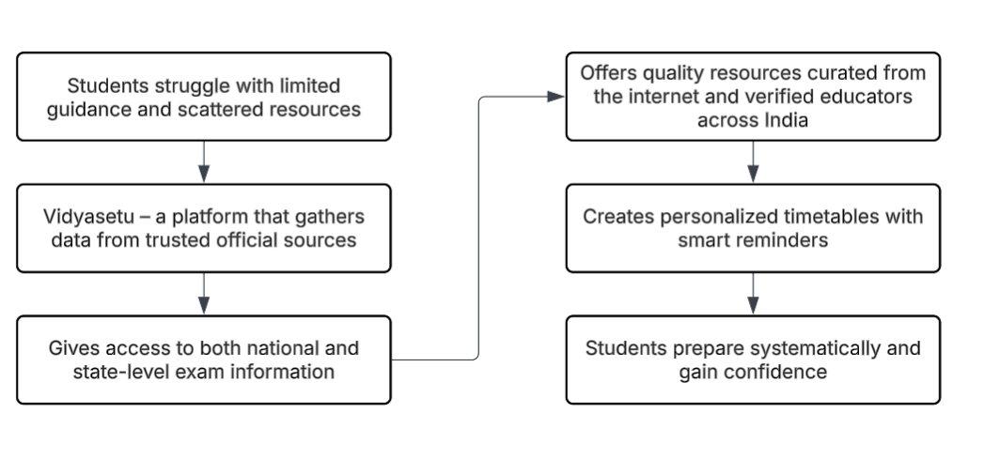 Students struggle with limited
guidance and scattered resources
Vidyasetu – a platform that gathers
data from trusted official sources
Gives access to both national and
state-level exam information
Offers quality resources curated from
the internet and verified educators
across India
Creates personalized timetables with
smart reminders
Students prepare systematically and
gain confidence